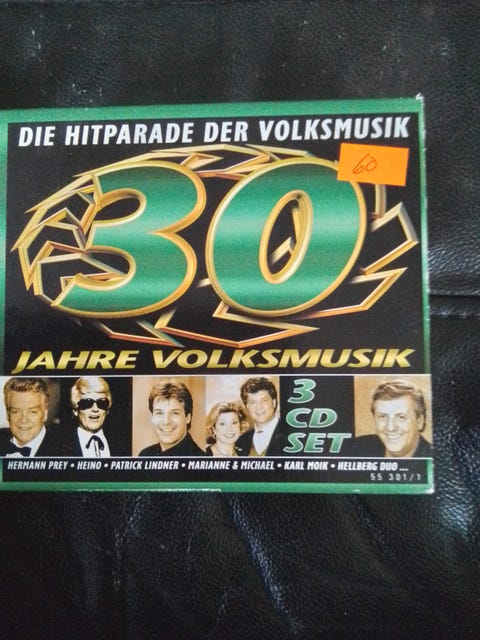 DIE HITPARADE DER VOLKSMUSIK
60
30
JAHRE VOLKSMUSIK
3
CD
SET
HERMANN PREY • HEINO • PATRICK LINDNER • MARIANNE & MICHAEL • KARL MOIK • HELLBERG DUO ...
55 301/1